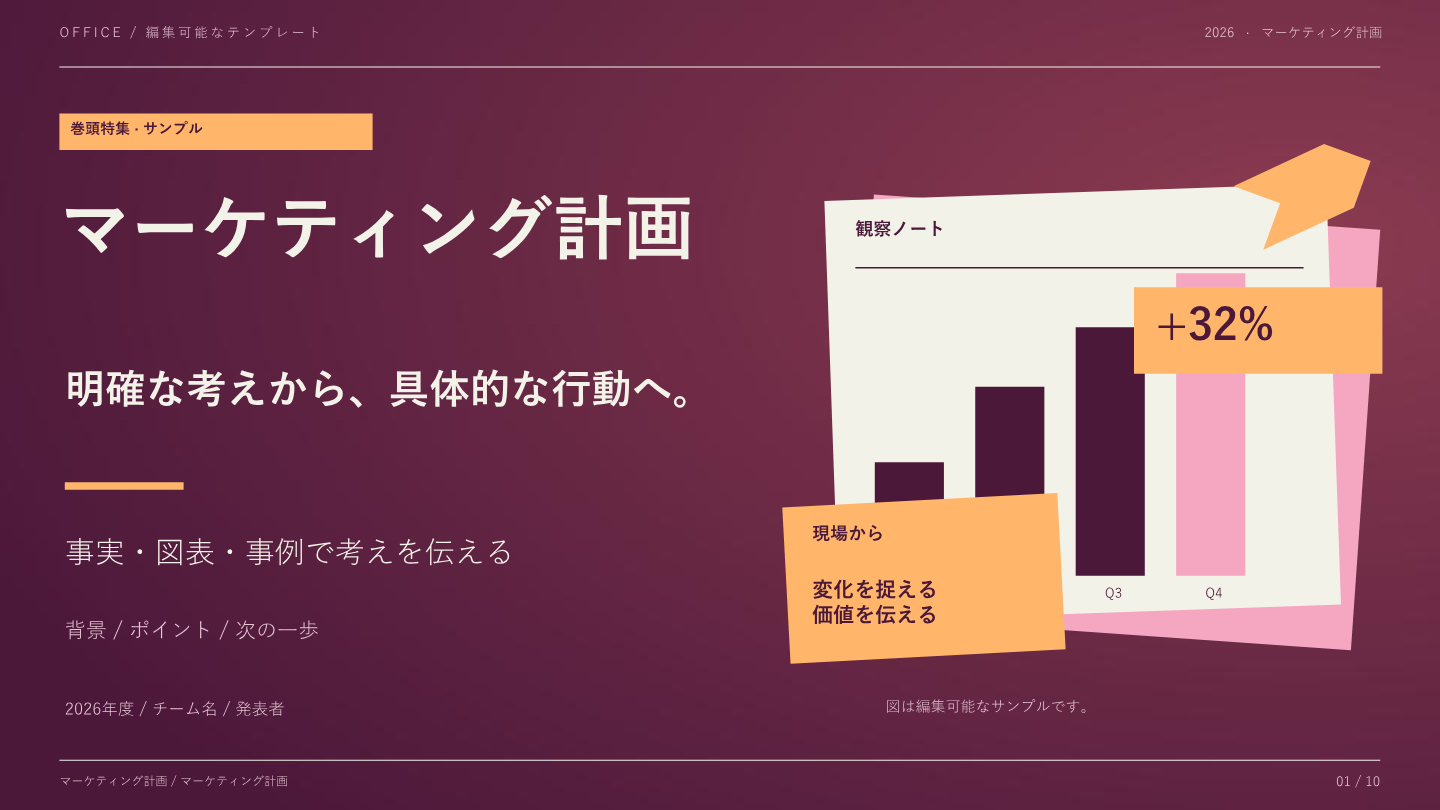 OFFICE / 編集可能なテンプレート
2026 · マーケティング計画
巻頭特集 · サンプル
マーケティング計画
明確な考えから、具体的な行動へ。
事実・図表・事例で考えを伝える
背景 / ポイント / 次の一歩
2026年度 / チーム名 / 発表者
観察ノート
+32%
現場から
変化を捉える
価値を伝える
Q3
Q4
図は編集可能なサンプルです。
マーケティング計画 / マーケティング計画
01 / 10